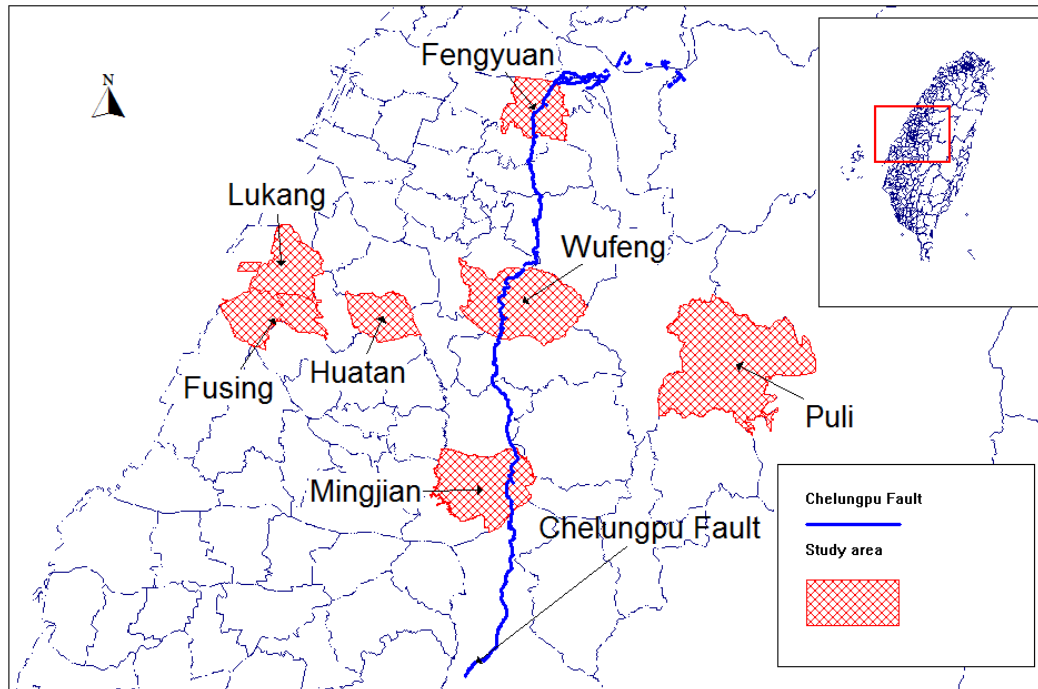 Fengyuan
N
Lukang
Wufeng
Fusing
Huatan
Puli
Mingjian
Chelungpu Fault
Chelungpu Fault
Study area